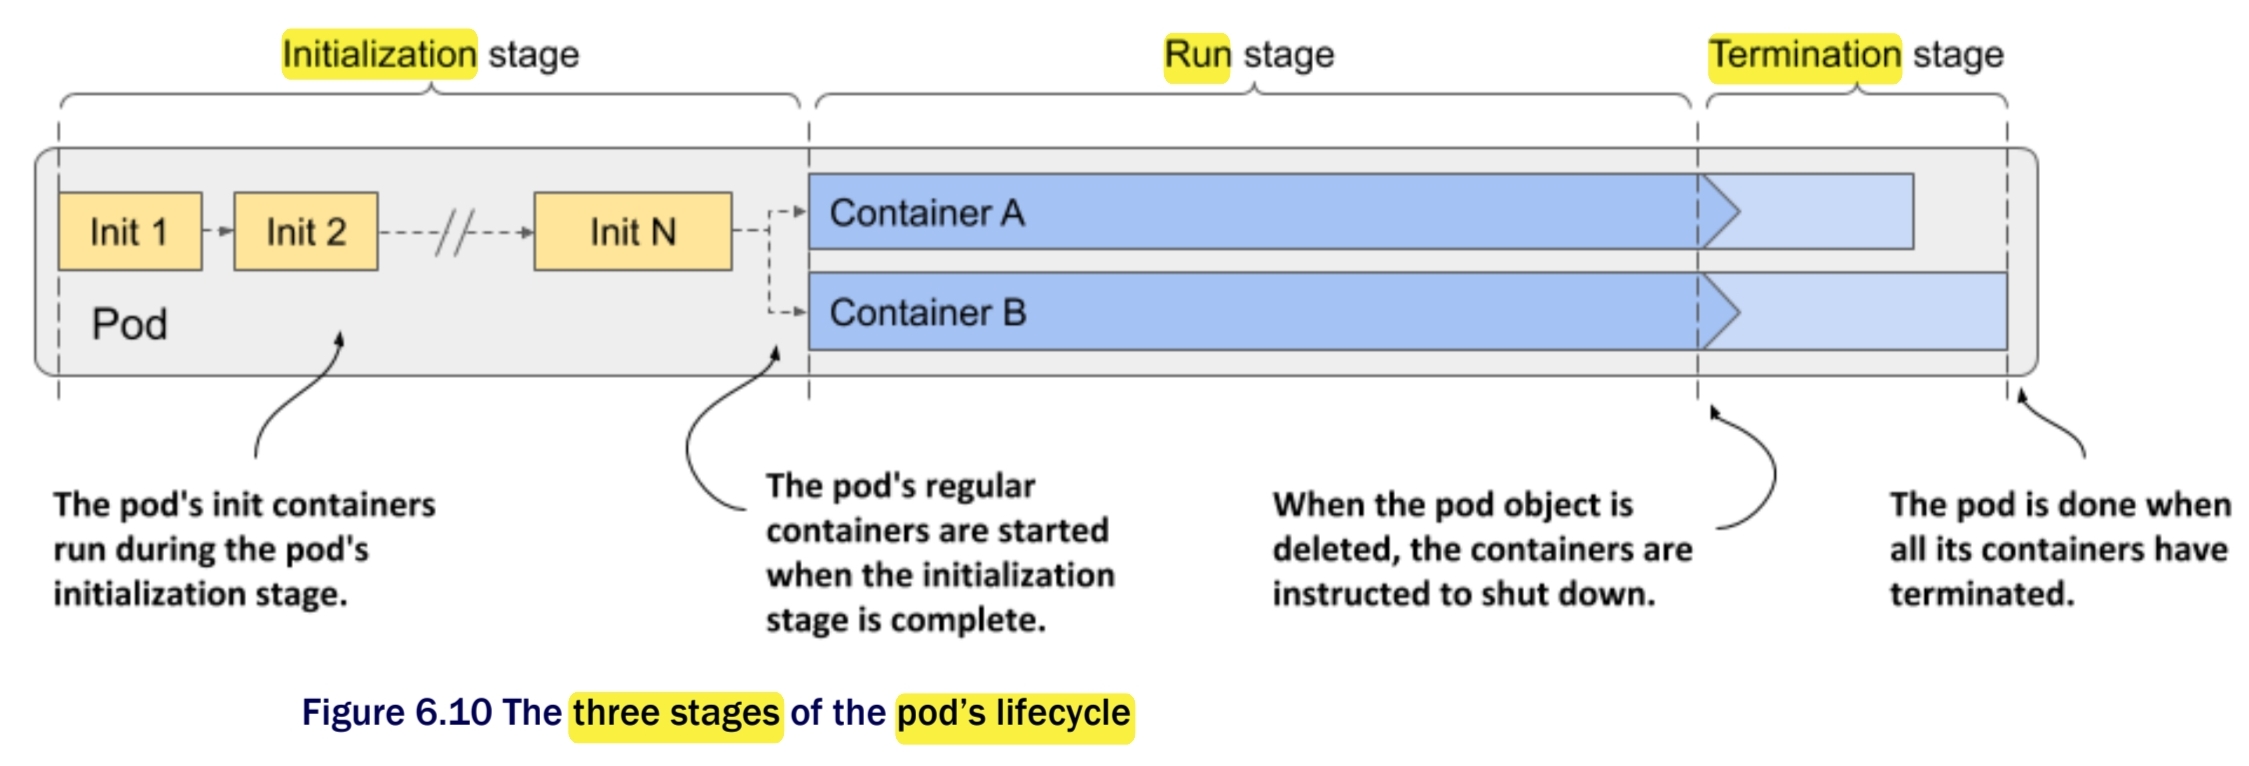 Initialization stage
Run stage
Termination stage
Init 1
Init 2
Init N
Container A
Container B
Pod
The pod's init containers
run during the pod's
initialization stage.
The pod's regular
containers are started
when the initialization
stage is complete.
When the pod object is
deleted, the containers are
instructed to shut down.
The pod is done when
all its containers have
terminated.
Figure 6.10 The three stages of the pod’s lifecycle